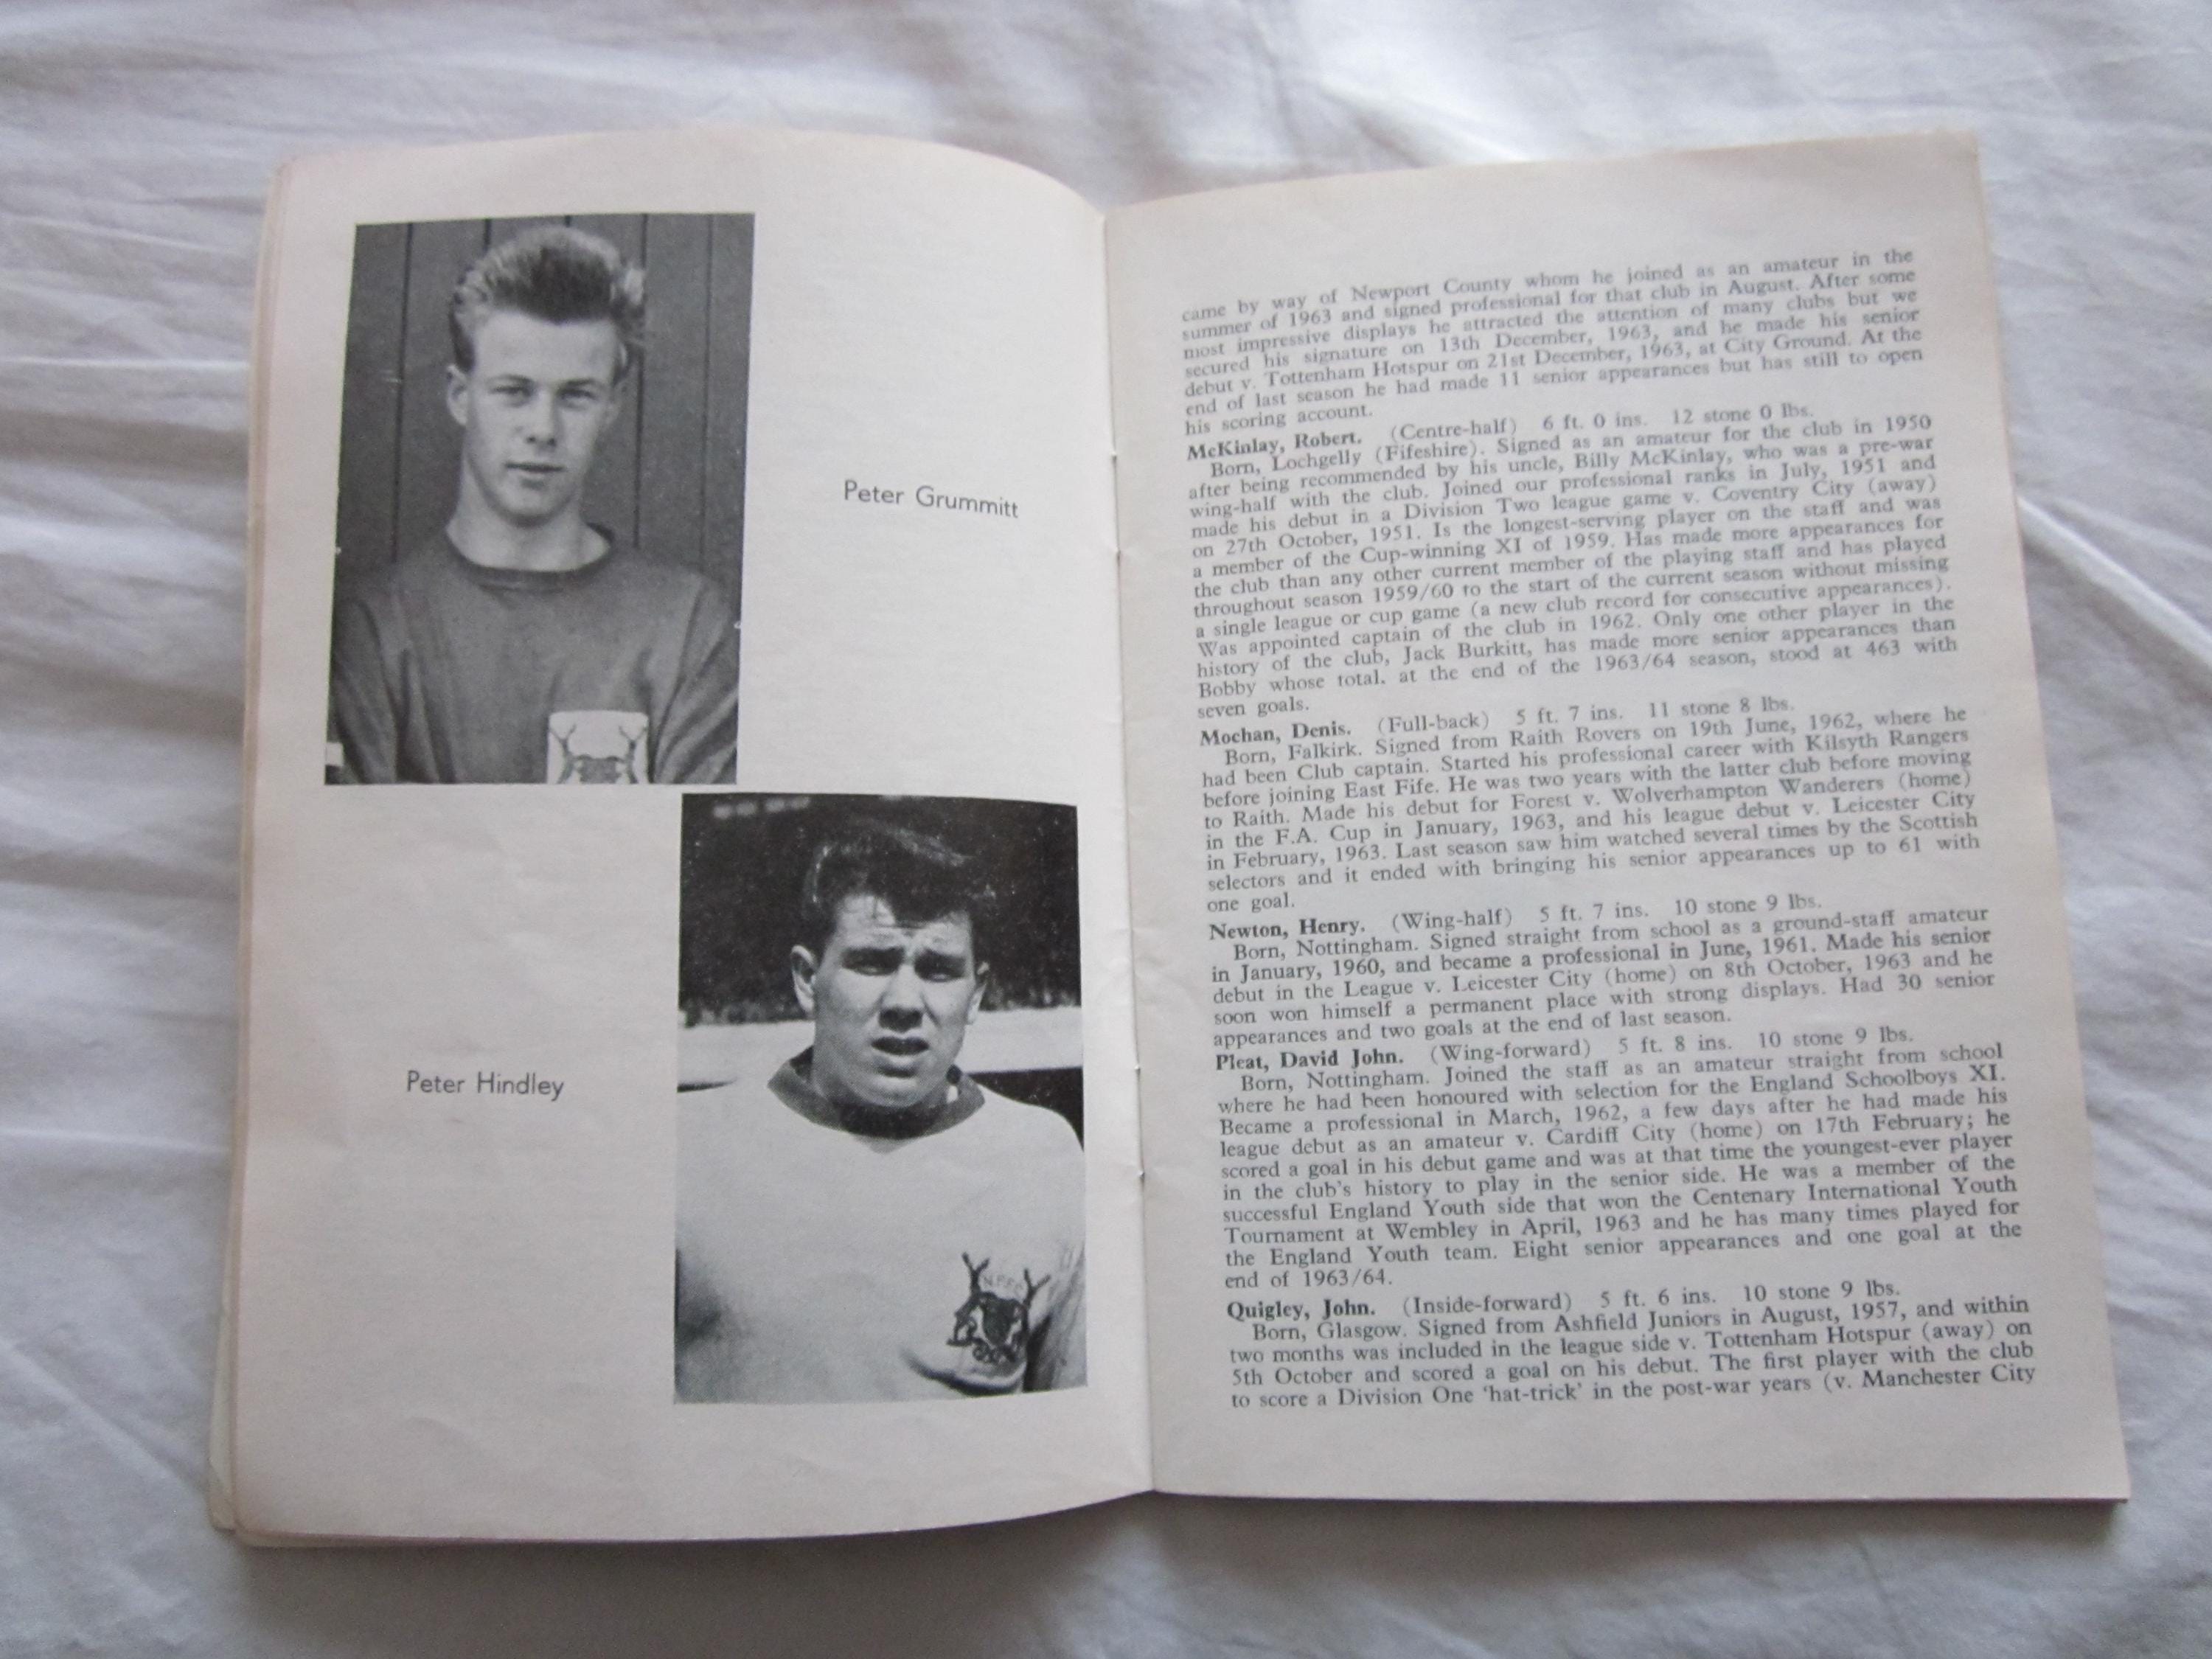 Peter Grummitt
Peter Hindley
N.F.F.C.
came by way of Newport County whom he joined as an amateur in the
summer of 1963 and signed professional for that club in August. After some
most impressive displays he attracted the attention of many clubs but we
secured his signature on 13th December, 1963, and he made his senior
debut v. Tottenham Hotspur on 21st December, 1963, at City Ground. At the
end of last season he had made 11 senior appearances but has still to open
his scoring account.
McKinlay, Robert. (Centre-half) 6 ft. 0 ins. 12 stone 0 lbs.
Born, Lochgelly (Fifeshire). Signed as an amateur for the club in 1950
after being recommended by his uncle, Billy McKinlay, who was a pre-war
wing-half with the club. Joined our professional ranks in July, 1951 and
made his debut in a Division Two league game v. Coventry City (away)
on 27th October, 1951. Is the longest-serving player on the staff and was
a member of the Cup-winning XI of 1959. Has made more appearances for
the club than any other current member of the playing staff and has played
throughout season 1959/60 to the start of the current season without missing
a single league or cup game (a new club record for consecutive appearances).
Was appointed captain of the club in 1962. Only one other player in the
history of the club, Jack Burkitt, has made more senior appearances than
Bobby whose total. at the end of the 1963/64 season, stood at 463 with
seven goals.
Mochan, Denis. (Full-back) 5 ft. 7 ins. 11 stone 8 lbs.
Born, Falkirk. Signed from Raith Rovers on 19th June, 1962, where he
had been Club captain. Started his professional career with Kilsyth Rangers
before joining East Fife. He was two years with the latter club before moving
to Raith. Made his debut for Forest v. Wolverhampton Wanderers (home)
in the F.A. Cup in January, 1963, and his league debut v. Leicester City
in February, 1963. Last season saw him watched several times by the Scottish
selectors and it ended with bringing his senior appearances up to 61 with
one goal.
Newton, Henry. (Wing-half) 5 ft. 7 ins. 10 stone 9 lbs.
Born, Nottingham. Signed straight from school as a ground-staff amateur
in January, 1960, and became a professional in June, 1961. Made his senior
debut in the League v. Leicester City (home) on 8th October, 1963 and he
soon won himself a permanent place with strong displays. Had 30 senior
appearances and two goals at the end of last season.
Pleat, David John. (Wing-forward) 5 ft. 8 ins. 10 stone 9 lbs.
Born, Nottingham. Joined the staff as an amateur straight from school
where he had been honoured with selection for the England Schoolboys XI.
Became a professional in March, 1962, a few days after he had made his
league debut as an amateur v. Cardiff City (home) on 17th February; he
scored a goal in his debut game and was at that time the youngest-ever player
in the club's history to play in the senior side. He was a member of the
successful England Youth side that won the Centenary International Youth
Tournament at Wembley in April, 1963 and he has many times played for
the England Youth team. Eight senior appearances and one goal at the
end of 1963/64.
Quigley, John. (Inside-forward) 5 ft. 6 ins. 10 stone 9 lbs.
Born, Glasgow. Signed from Ashfield Juniors in August, 1957, and within
two months was included in the league side v. Tottenham Hotspur (away) on
5th October and scored a goal on his debut. The first player with the club
to score a Division One 'hat-trick' in the post-war years (v. Manchester City